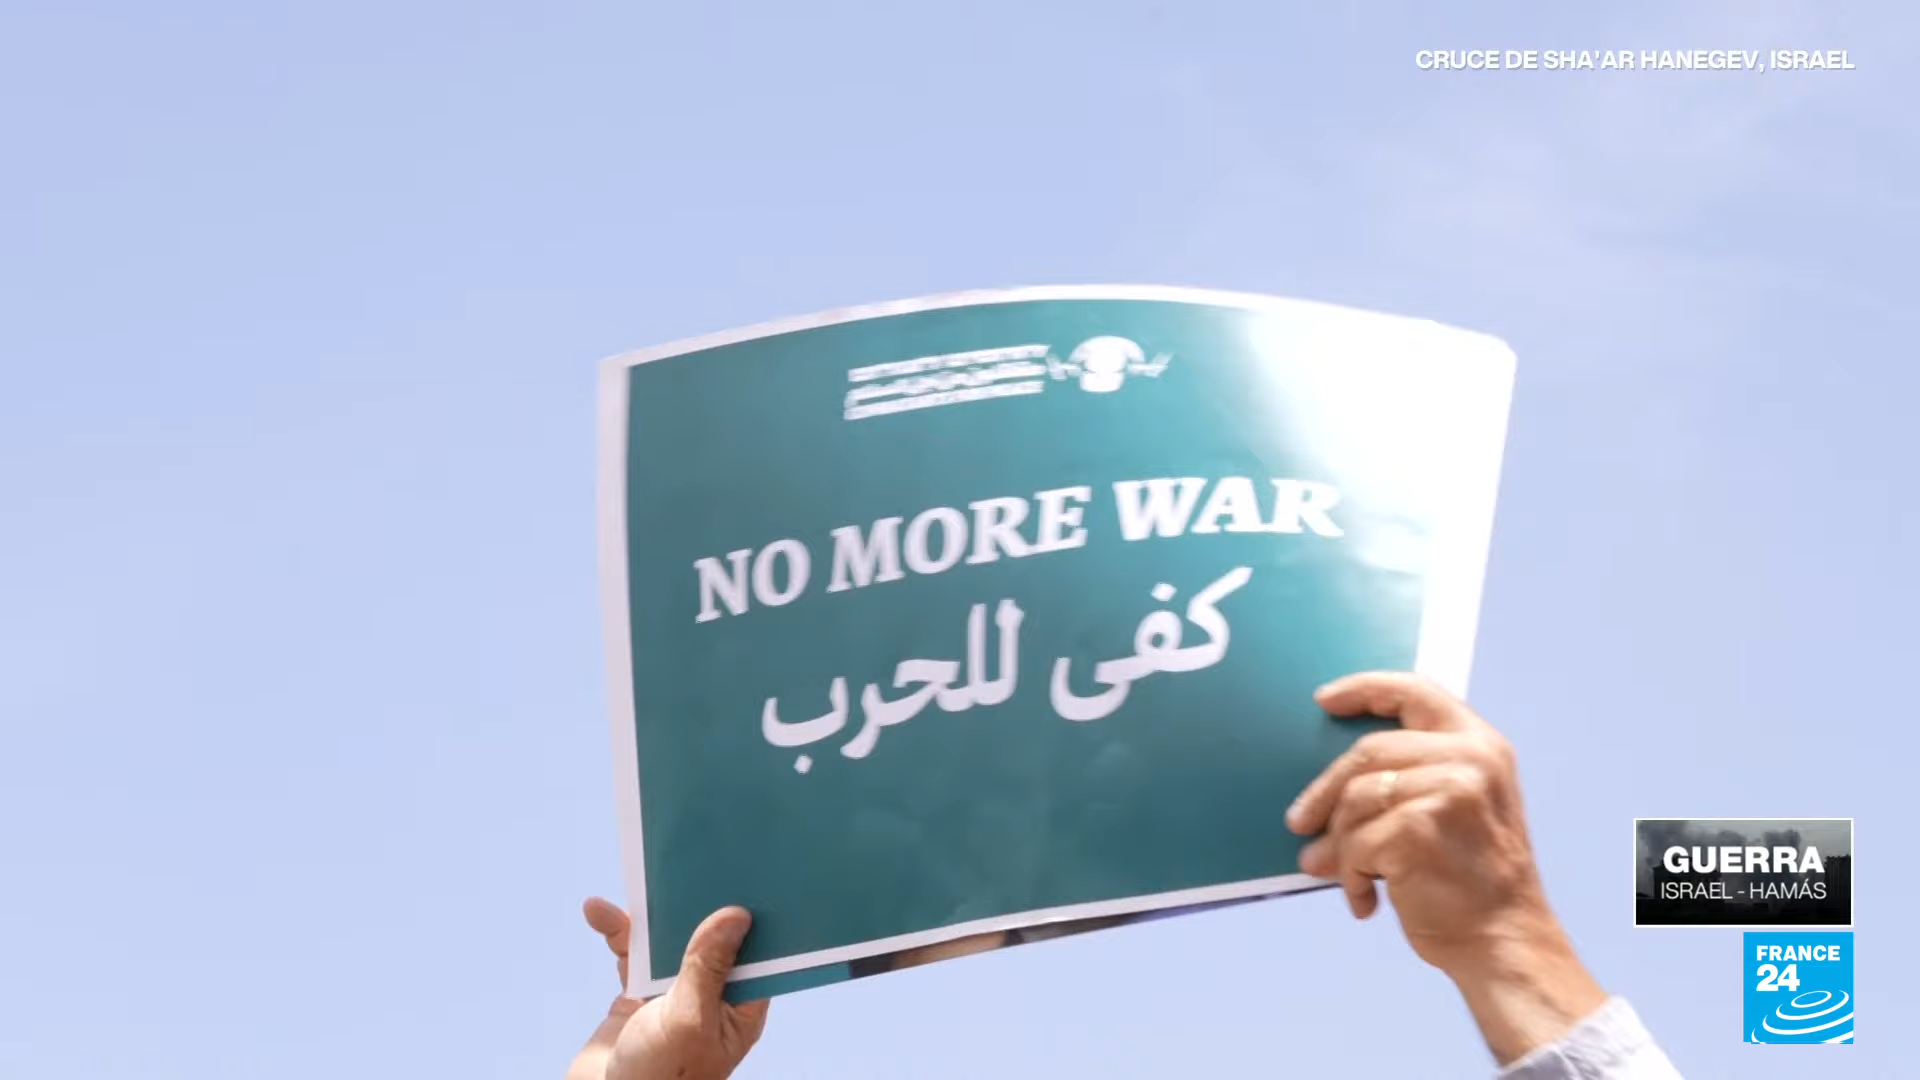 CRUCE DE SHA'AR HANEGEV, ISRAEL
NO MORE WAR
كفى للحرب
GUERRA
ISRAEL - HAMÁS
FRANCE
24